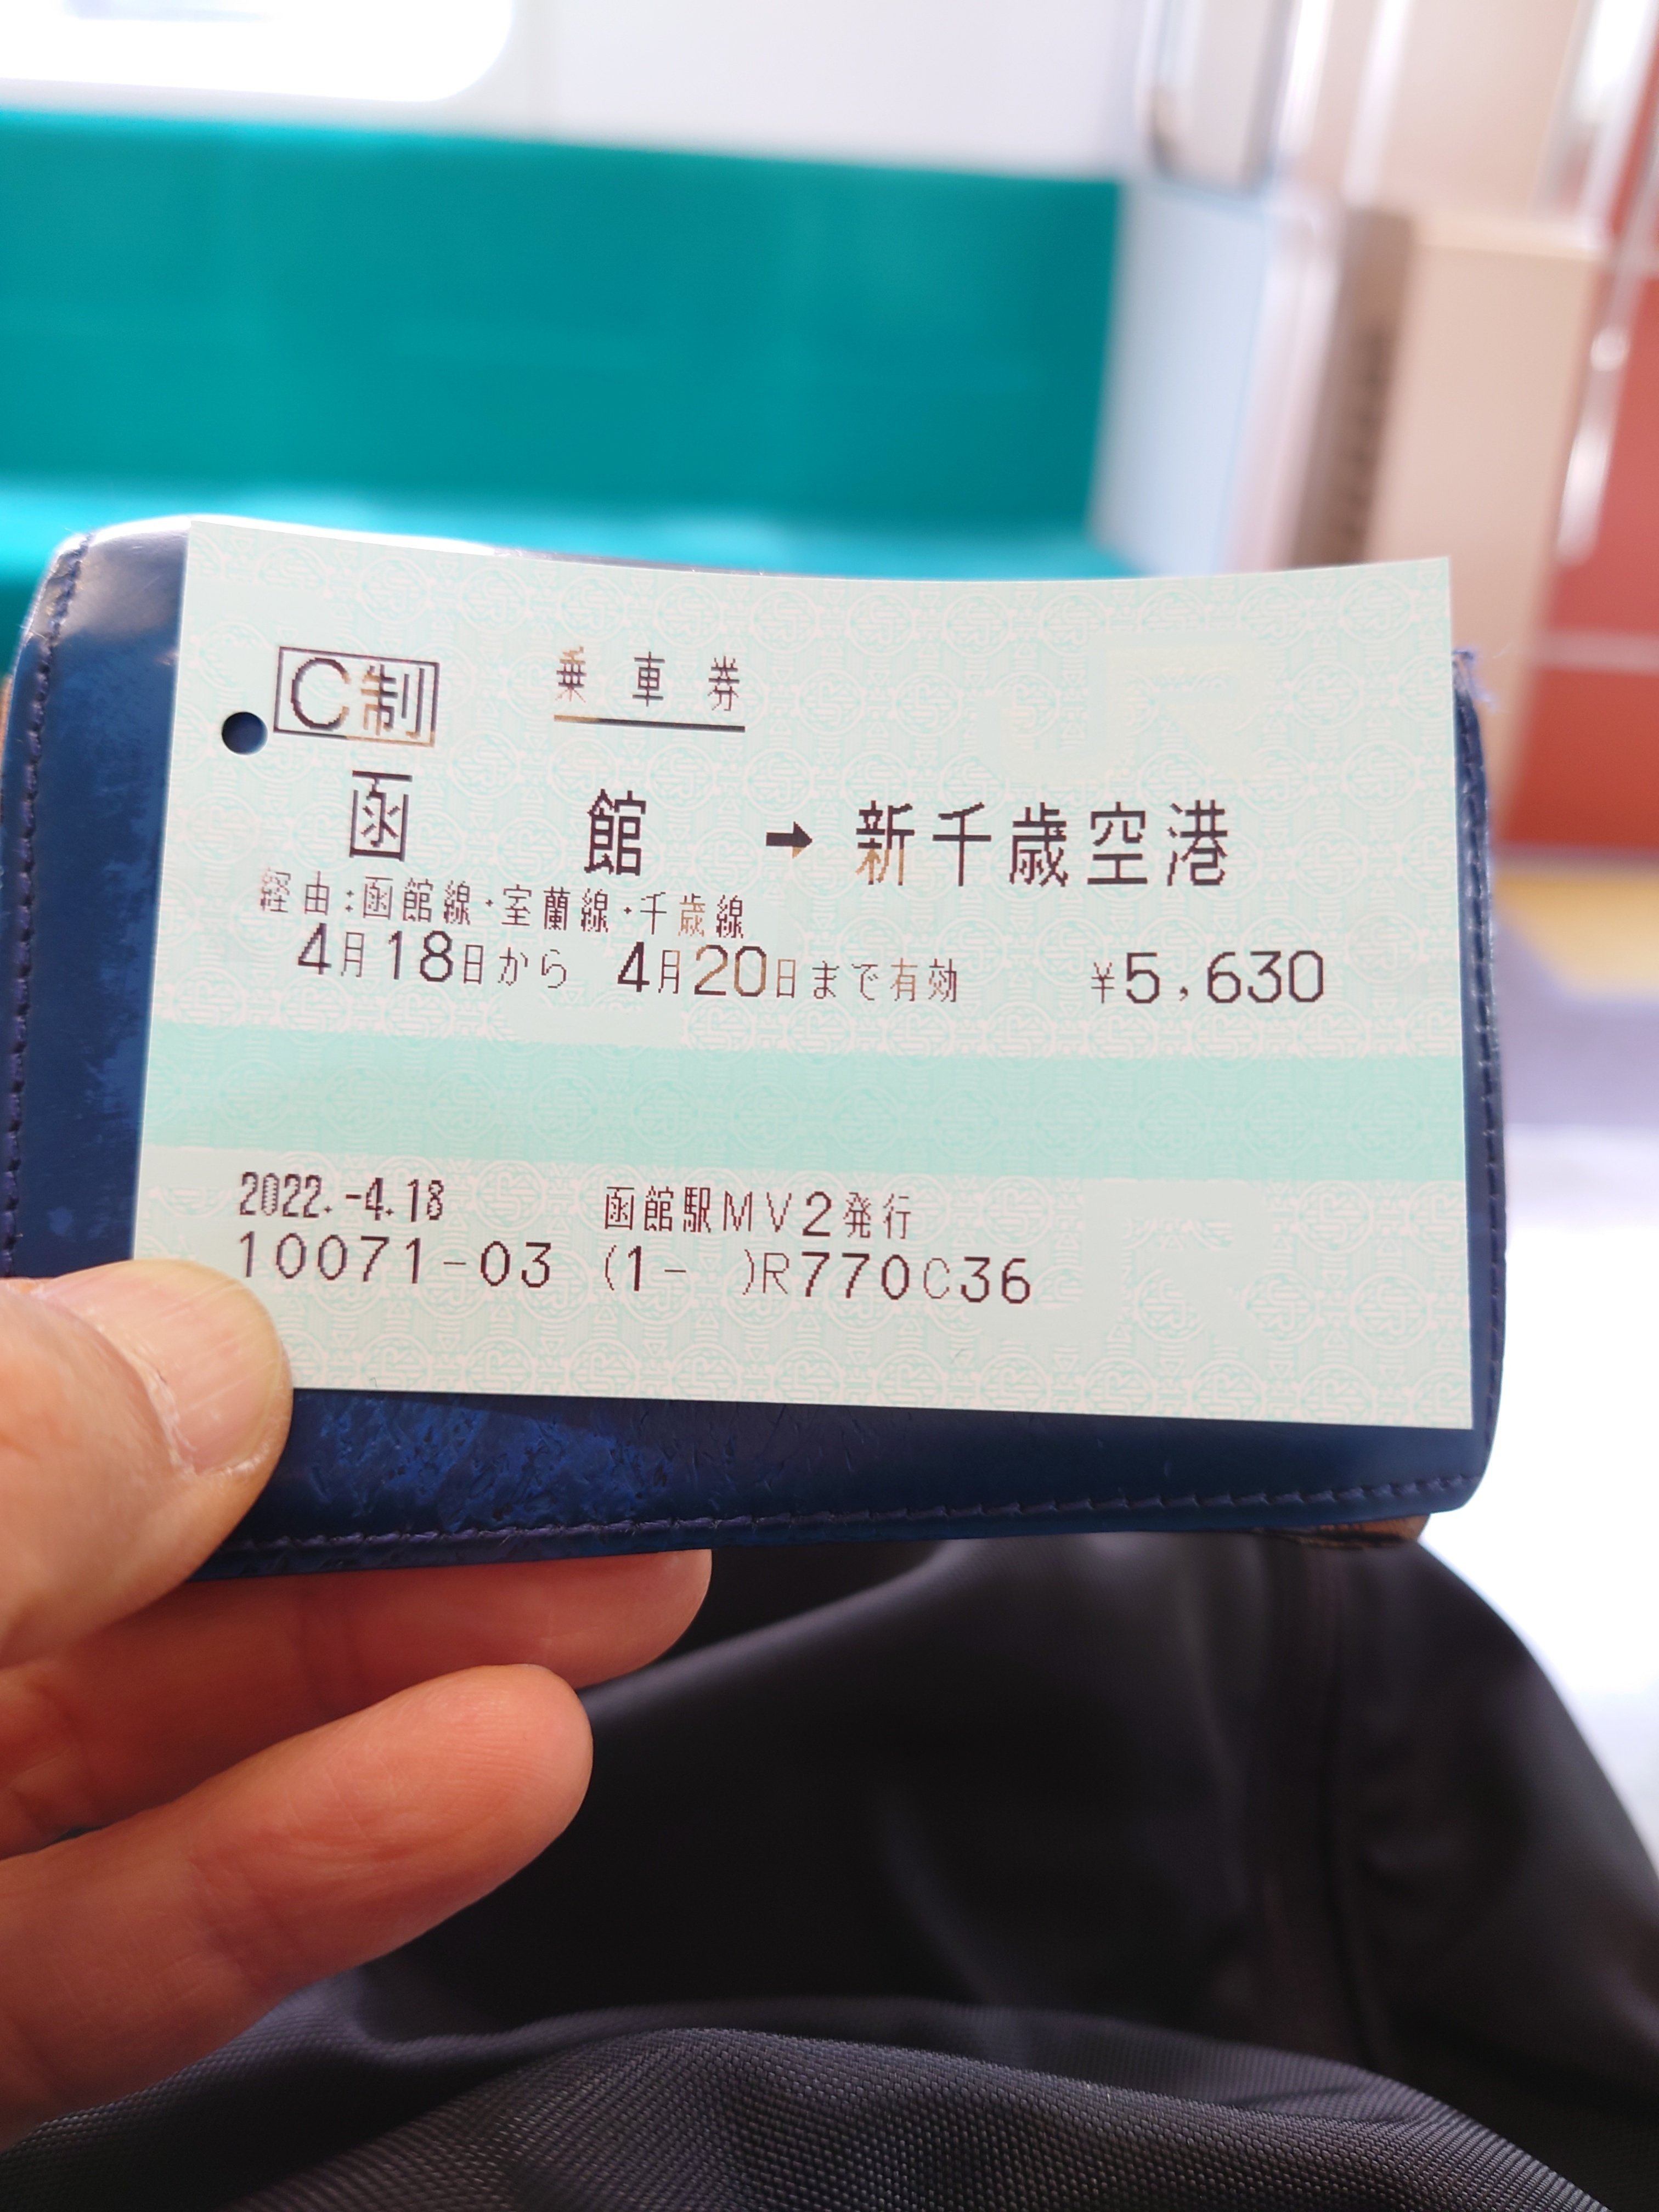 C制 乗車券
函館 → 新千歳空港
経由:函館線・室蘭線・千歳線
4月18日から 4月20日まで有効 ¥5,630
2022.-4.18 函館駅MV2発行
10071-03 (1- )R770C36